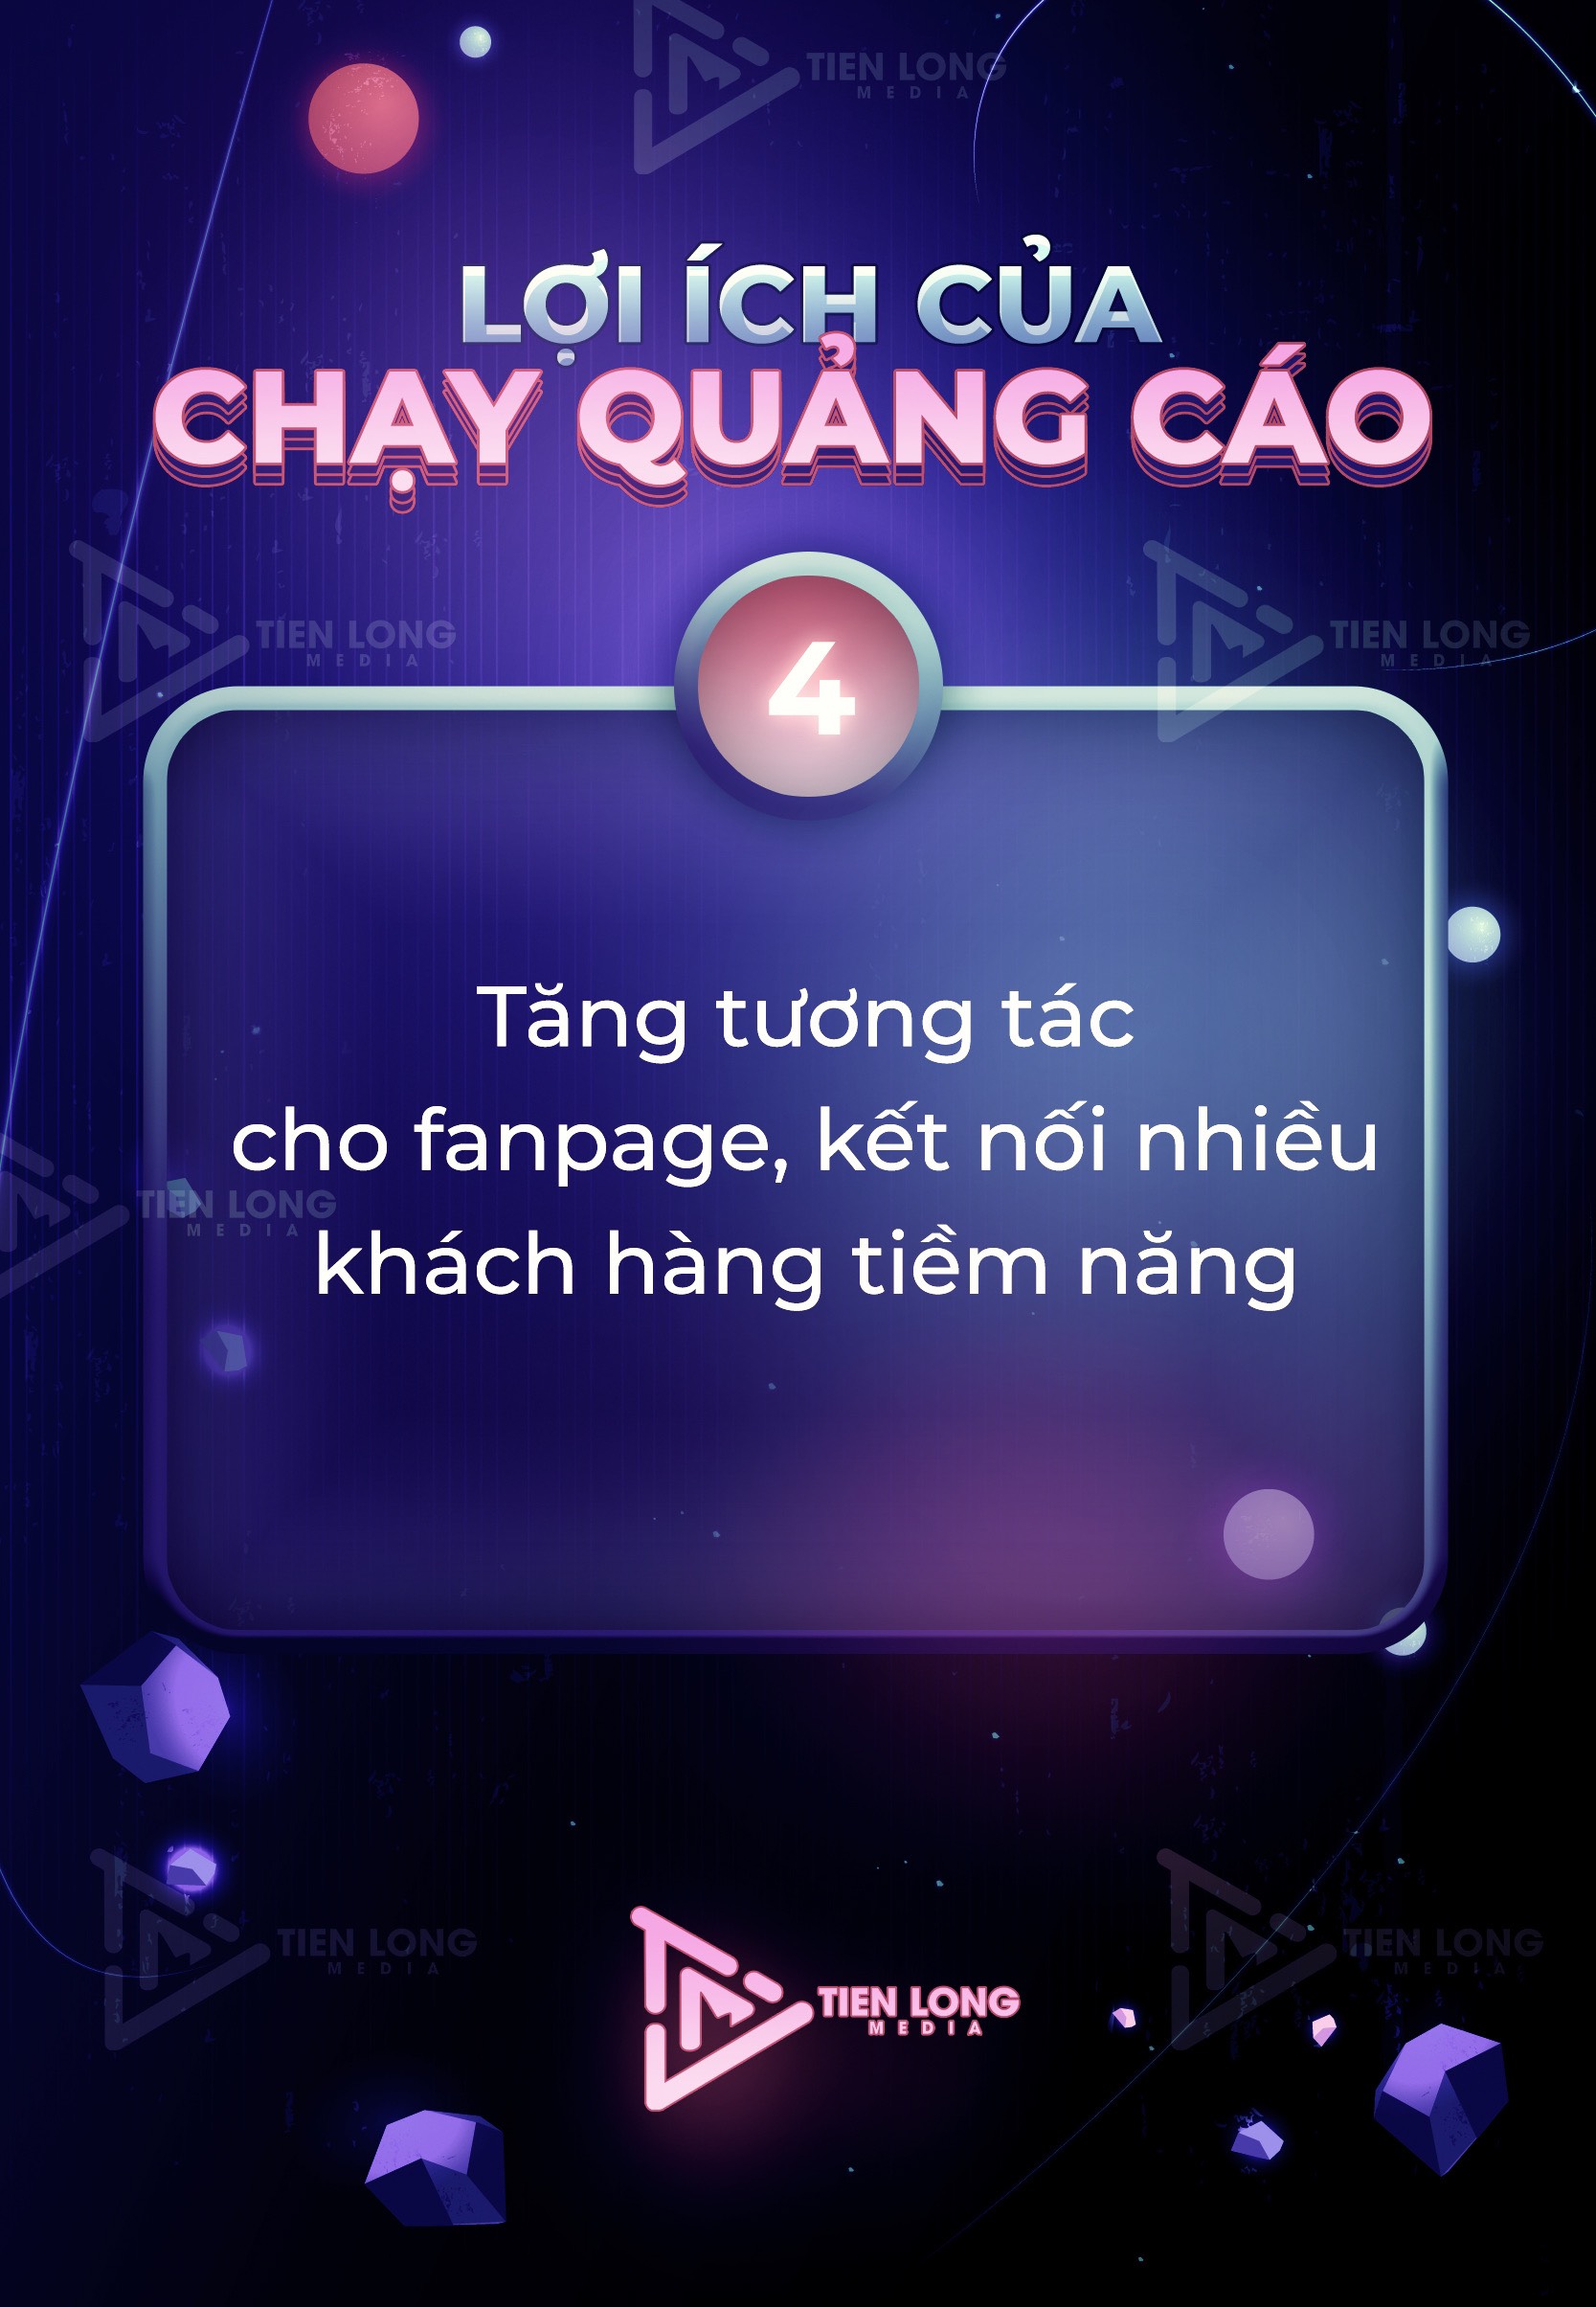 TIEN LONG
MEDIA
LỢI ÍCH CỦA
CHẠY QUẢNG CÁO
4
TIEN LONG
MEDIA
TIEN LONG
MEDIA
Tăng tương tác
cho fanpage, kết nối nhiều
khách hàng tiềm năng
TIEN LONG
MEDIA
TIEN LONG
MEDIA
TIEN LONG
MEDIA
TIEN LONG
MEDIA